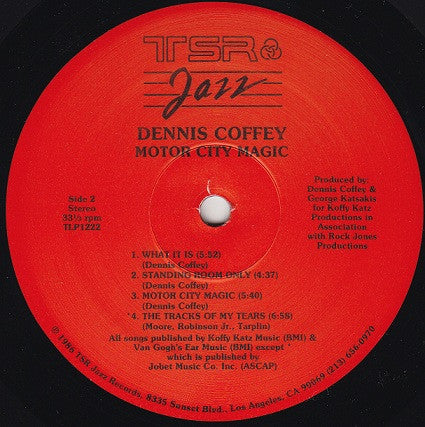 TSR
Jazz
DENNIS COFFEY
MOTOR CITY MAGIC
Side 2
Stereo
33⅓ rpm
TLP1222
Produced by:
Dennis Coffey &
George Katsakis
for Koffy Katz
Productions in
Association
with Rock Jones
Productions
1. WHAT IT IS (5:52)
(Dennis Coffey)
2. STANDING ROOM ONLY (4:37)
(Dennis Coffey)
3. MOTOR CITY MAGIC (5:40)
(Dennis Coffey)
*4. THE TRACKS OF MY TEARS (6:58)
(Moore, Robinson Jr., Tarplin)
All songs published by Koffy Katz Music (BMI) &
Van Gogh's Ear Music (BMI) except *
which is published by
Jobet Music Co. Inc. (ASCAP)
© 1986 TSR Jazz Records, 8335 Sunset Blvd. Los Angeles, CA 90069 (213) 656-0970